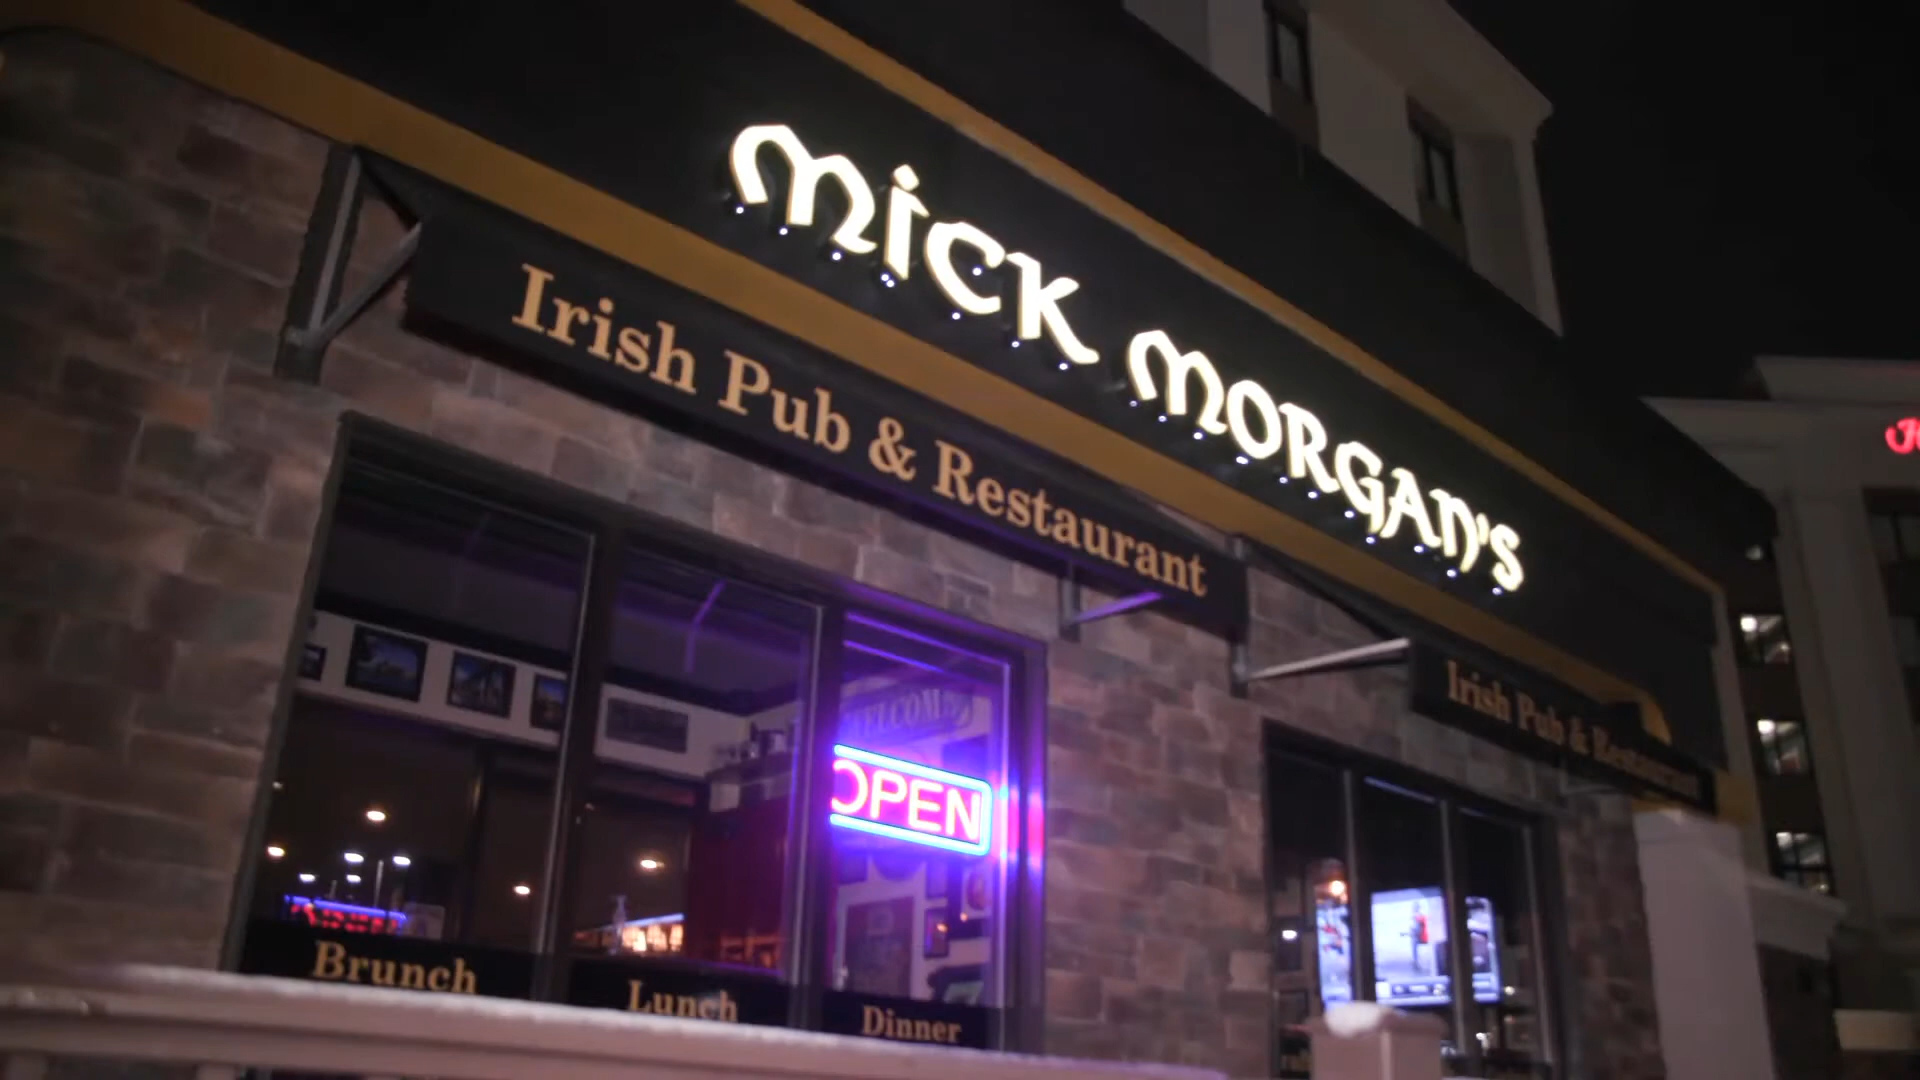 MICK MORGAN'S
Irish Pub & Restaurant
Irish Pub & Restaurant
WELCOME
OPEN
Brunch
Lunch
Dinner